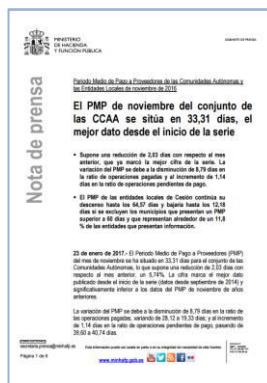 MINISTERIO
DE HACIENDA
Y FUNCIÓN PÚBLICA
GABINETE DE PRENSA
Nota de prensa
Periodo Medio de Pago a Proveedores de las Comunidades Autónomas y
las Entidades Locales de noviembre de 2016
El PMP de noviembre del conjunto de
las CCAA se sitúa en 33,31 días, el
mejor dato desde el inicio de la serie
• Supone una reducción de 2,03 días con respecto al mes
anterior, que ya marcó la mejor cifra de la serie. La
variación del PMP se debe a la disminución de 8,79 días en
la ratio de operaciones pagadas y al incremento de 1,14
días en la ratio de operaciones pendientes de pago.
• El PMP de las entidades locales de Cesión continúa su
descenso hasta los 64,57 días y bajaría hasta los 12,18
días si se excluyen los municipios que presentan un PMP
superior a 60 días y que representan alrededor de un 11,8
% de las entidades que presentan información.
23 de enero de 2017.- El Periodo Medio de Pago a Proveedores (PMP)
del mes de noviembre se ha situado en 33,31 días para el conjunto de las
Comunidades Autónomas, lo que supone una reducción de 2,03 días con
respecto al mes anterior, un 5,74%. La cifra marca el mejor dato
publicado desde el inicio de la serie (datos desde septiembre de 2014) y
significativamente inferior a los datos del PMP de noviembre de años
anteriores.
La variación del PMP se debe a la disminución de 8,79 días en la ratio de
las operaciones pagadas, variando de 28,12 a 19,33 días, y al incremento
de 1,14 días en la ratio de operaciones pendientes de pago, pasando de
39,60 a 40,74 días.
Página 1 de 8
www.minhafp.gob.es